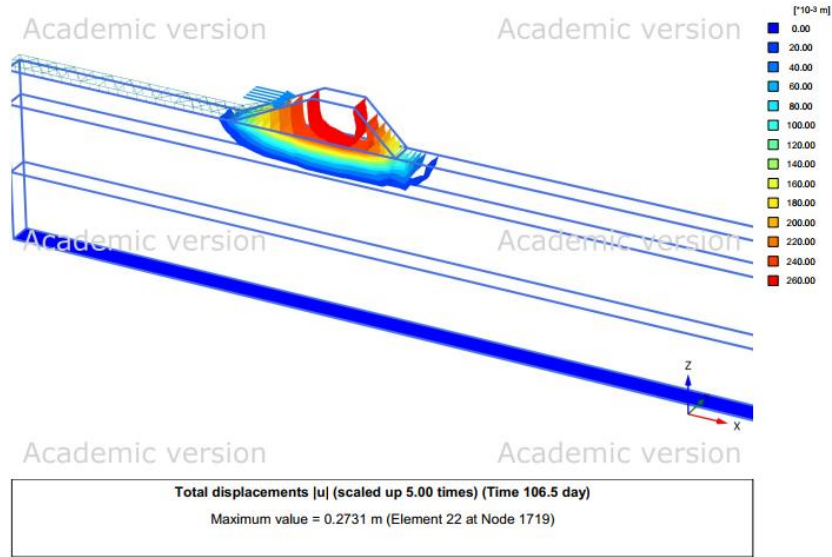 [*10-3 m]
Academic version Academic version
0.00
20.00
40.00
60.00
80.00
100.00
120.00
140.00
160.00
180.00
200.00
220.00
240.00
260.00
Academic version Academic version
Z
X
Academic version Academic version
Total displacements |u| (scaled up 5.00 times) (Time 106.5 day)
Maximum value = 0.2731 m (Element 22 at Node 1719)